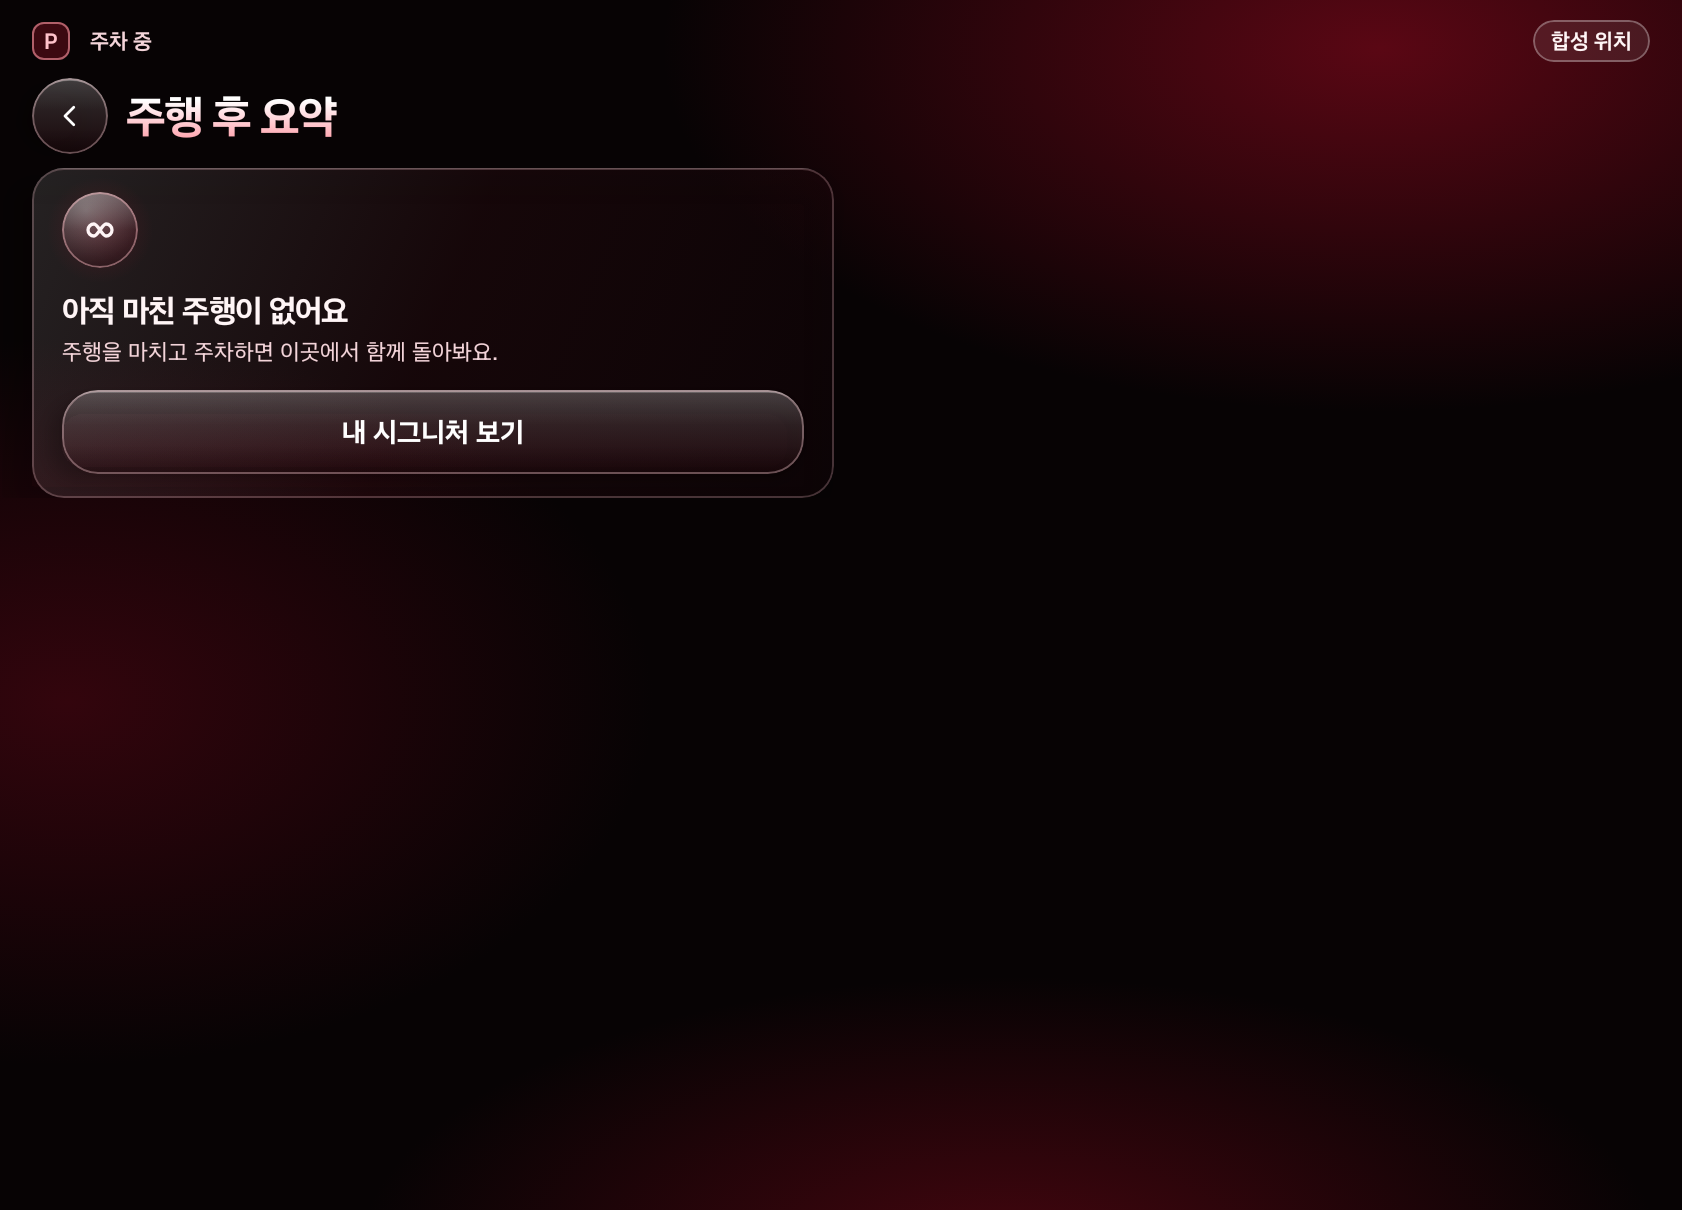 P 주차 중
합성 위치
주행 후 요약
∞
아직 마친 주행이 없어요
주행을 마치고 주차하면 이곳에서 함께 돌아봐요.
내 시그니처 보기